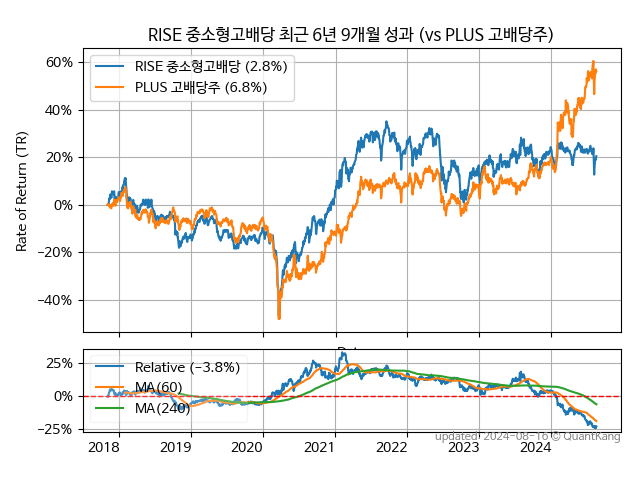 RISE 중소형고배당 최근 6년 9개월 성과 (vs PLUS 고배당주)
RISE 중소형고배당 (2.8%)
PLUS 고배당주 (6.8%)
Rate of Return (TR)
60%
40%
20%
0%
−20%
−40%
Relative (−3.8%)
MA(60)
MA(240)
25%
0%
−25%
2018
2019
2020
2021
2022
2023
2024
updated: 2024-08-16 © QuantKang